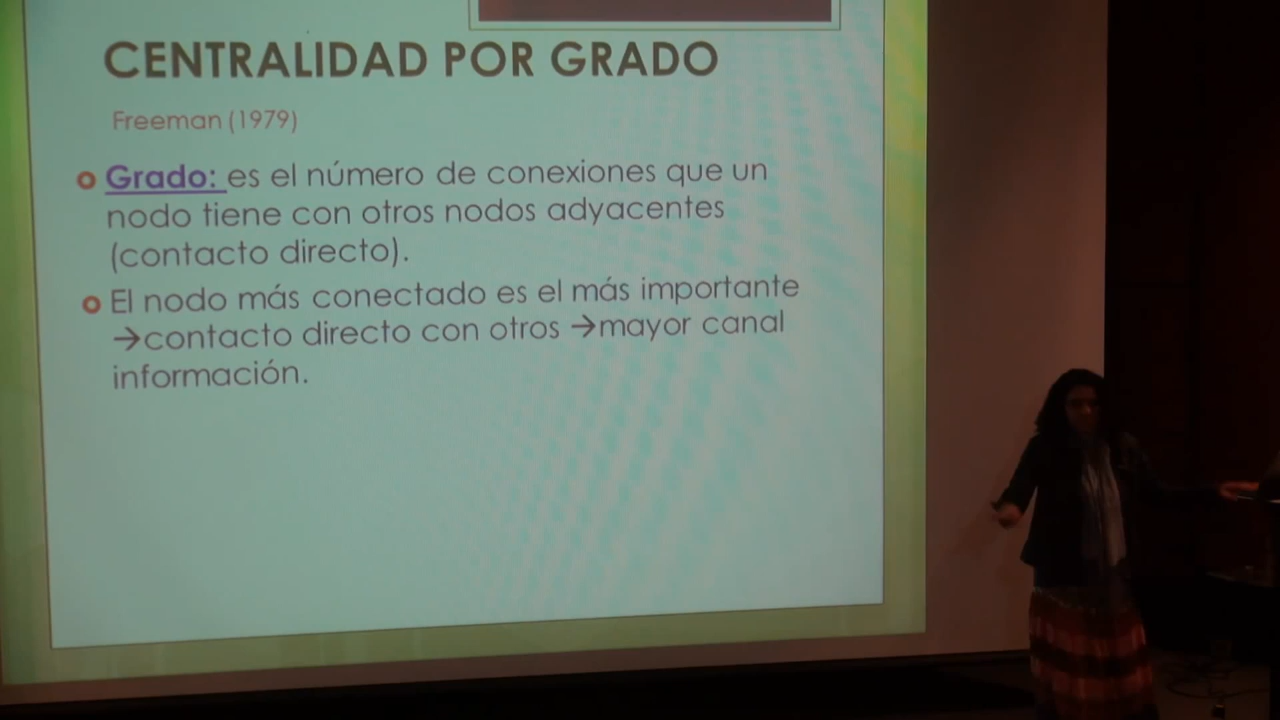 CENTRALIDAD POR GRADO
Freeman (1979)
Grado: es el número de conexiones que un
nodo tiene con otros nodos adyacentes
(contacto directo).
El nodo más conectado es el más importante
→contacto directo con otros →mayor canal
información.